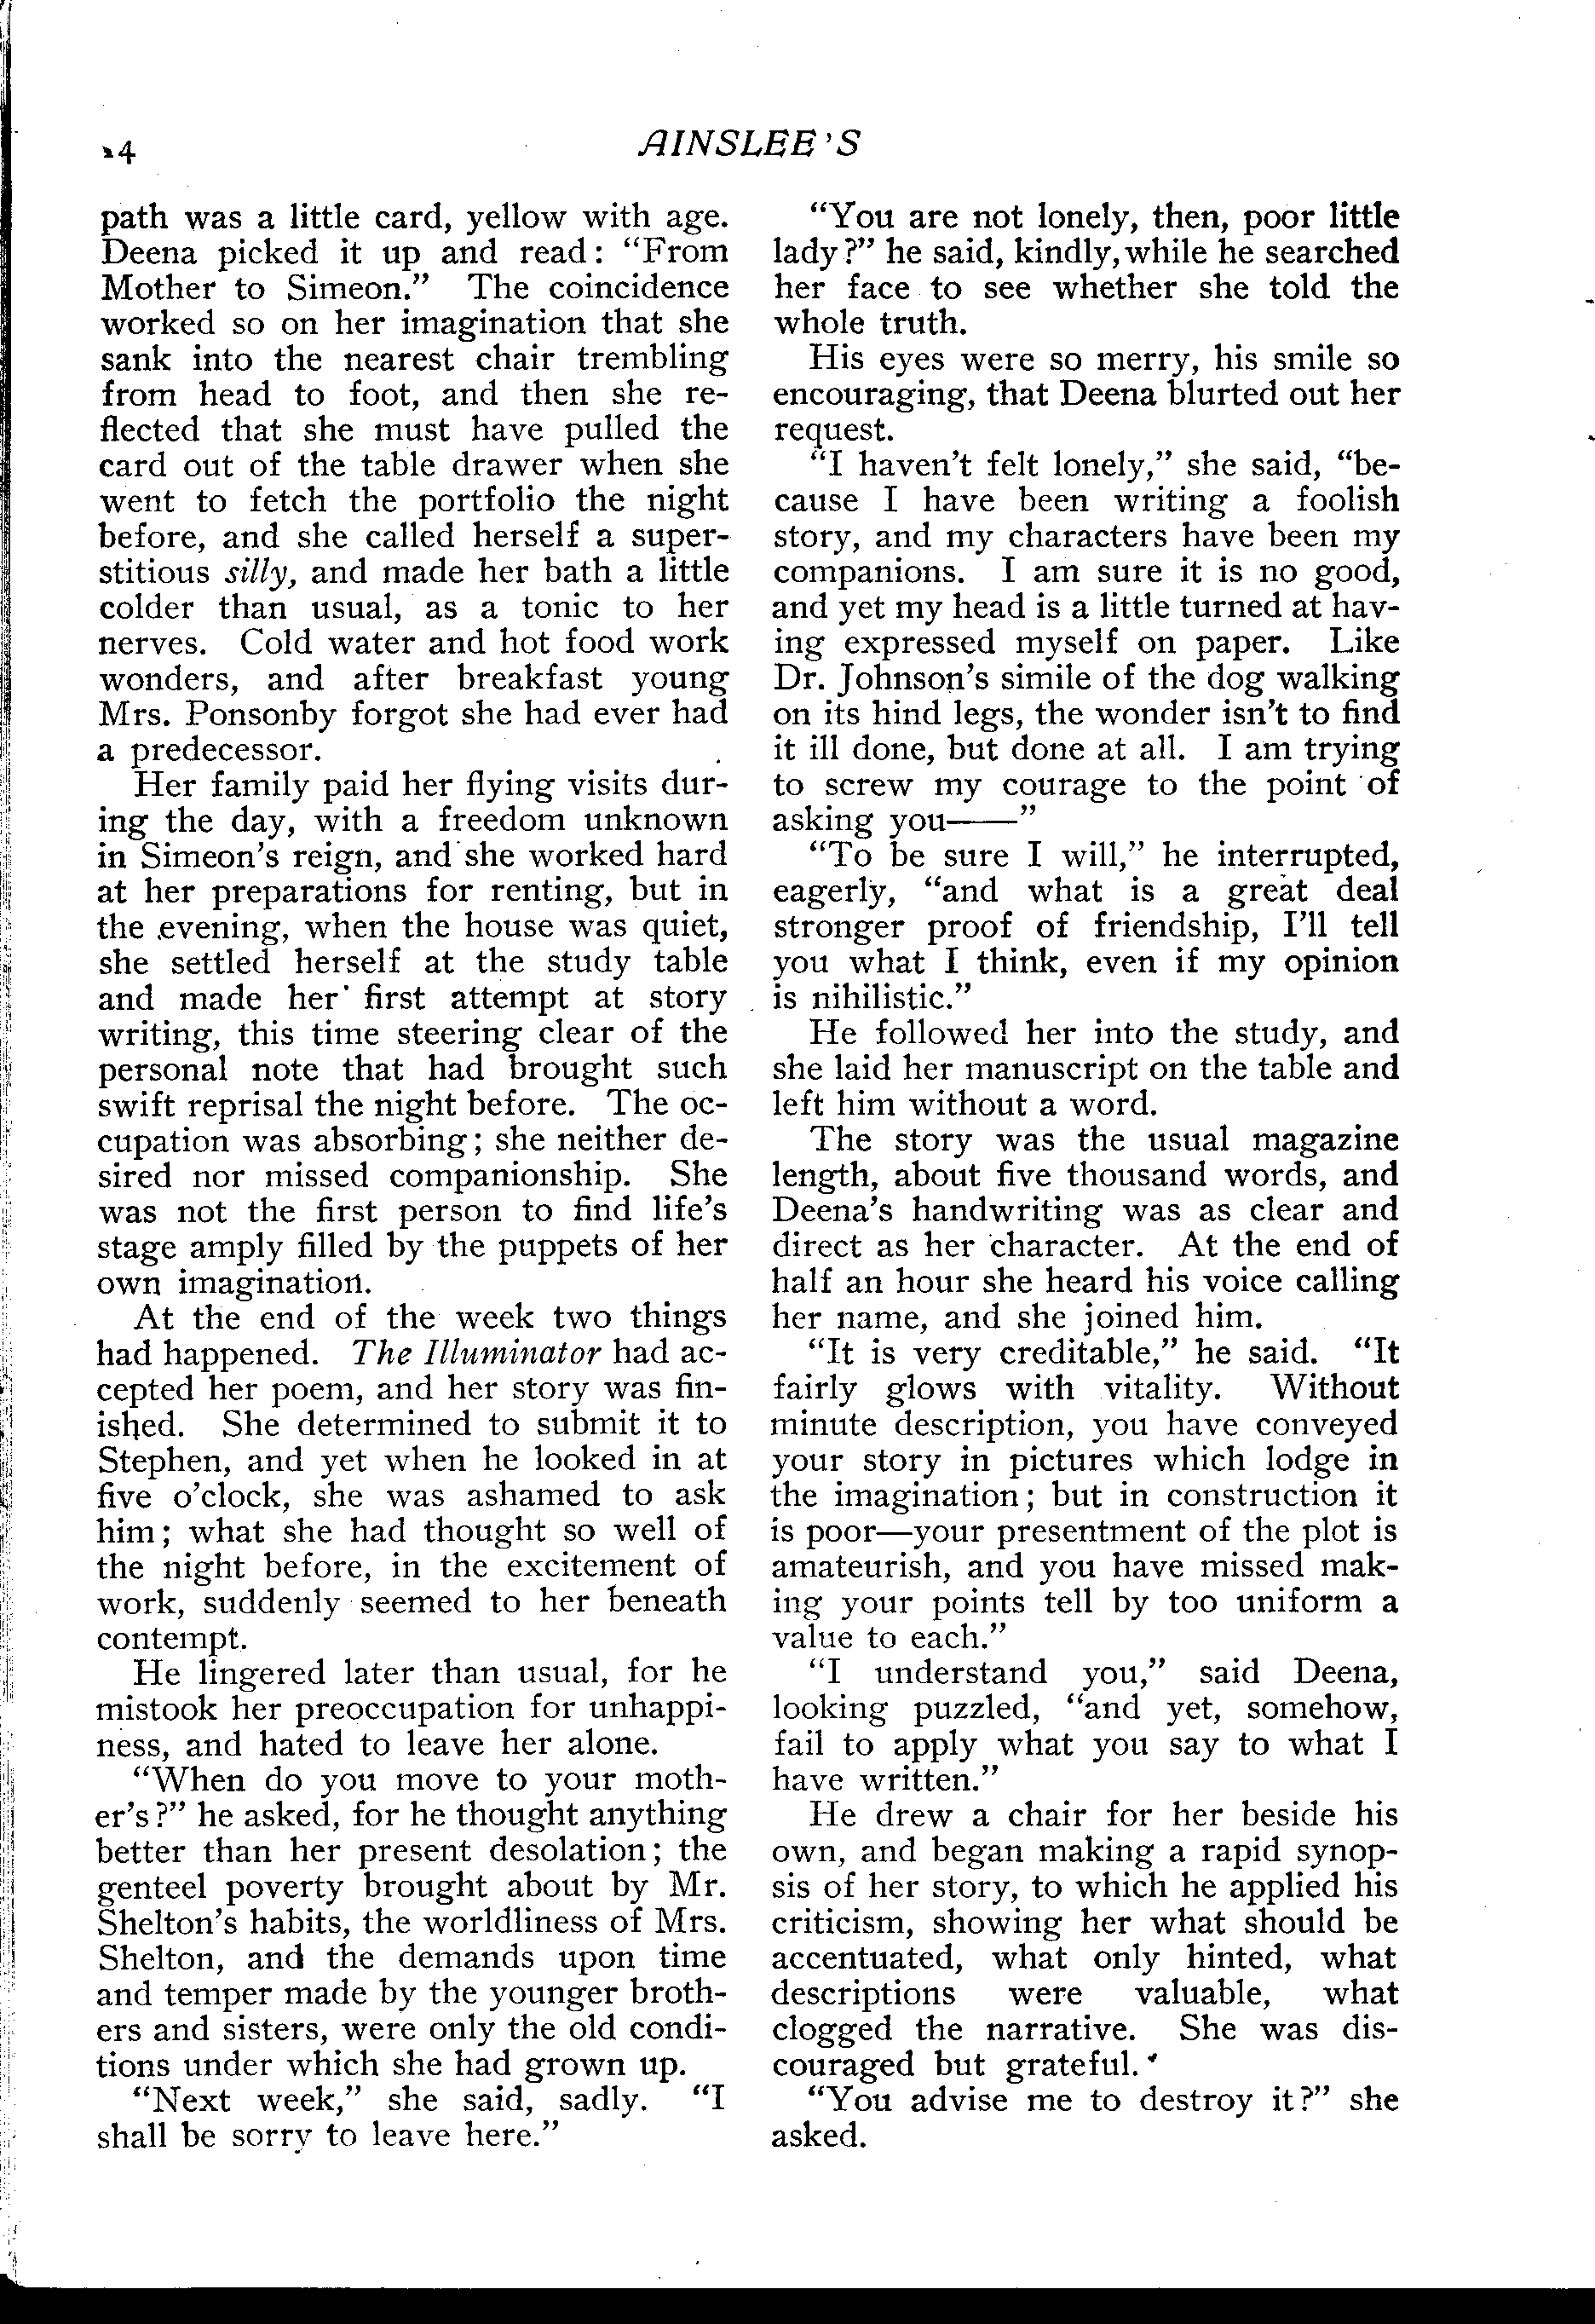 4
AINSLEE'S
path was a little card, yellow with age.
Deena picked it up and read: “From
Mother to Simeon.” The coincidence
worked so on her imagination that she
sank into the nearest chair trembling
from head to foot, and then she re-
flected that she must have pulled the
card out of the table drawer when she
went to fetch the portfolio the night
before, and she called herself a super-
stitious silly, and made her bath a little
colder than usual, as a tonic to her
nerves. Cold water and hot food work
wonders, and after breakfast young
Mrs. Ponsonby forgot she had ever had
a predecessor.
Her family paid her flying visits dur-
ing the day, with a freedom unknown
in Simeon's reign, and she worked hard
at her preparations for renting, but in
the evening, when the house was quiet,
she settled herself at the study table
and made her first attempt at story
writing, this time steering clear of the
personal note that had brought such
swift reprisal the night before. The oc-
cupation was absorbing; she neither de-
sired nor missed companionship. She
was not the first person to find life's
stage amply filled by the puppets of her
own imagination.
At the end of the week two things
had happened. The Illuminator had ac-
cepted her poem, and her story was fin-
ished. She determined to submit it to
Stephen, and yet when he looked in at
five o'clock, she was ashamed to ask
him; what she had thought so well of
the night before, in the excitement of
work, suddenly seemed to her beneath
contempt.
He lingered later than usual, for he
mistook her preoccupation for unhappi-
ness, and hated to leave her alone.
“When do you move to your moth-
er's?” he asked, for he thought anything
better than her present desolation; the
genteel poverty brought about by Mr.
Shelton's habits, the worldliness of Mrs.
Shelton, and the demands upon time
and temper made by the younger broth-
ers and sisters, were only the old condi-
tions under which she had grown up.
“Next week,” she said, sadly. “I
shall be sorry to leave here.”
“You are not lonely, then, poor little
lady?” he said, kindly, while he searched
her face to see whether she told the
whole truth.
His eyes were so merry, his smile so
encouraging, that Deena blurted out her
request.
“I haven't felt lonely,” she said, “be-
cause I have been writing a foolish
story, and my characters have been my
companions. I am sure it is no good,
and yet my head is a little turned at hav-
ing expressed myself on paper. Like
Dr. Johnson's simile of the dog walking
on its hind legs, the wonder isn't to find
it ill done, but done at all. I am trying
to screw my courage to the point of
asking you——”
“To be sure I will,” he interrupted,
eagerly, “and what is a great deal
stronger proof of friendship, I'll tell
you what I think, even if my opinion
is nihilistic.”
He followed her into the study, and
she laid her manuscript on the table and
left him without a word.
The story was the usual magazine
length, about five thousand words, and
Deena's handwriting was as clear and
direct as her character. At the end of
half an hour she heard his voice calling
her name, and she joined him.
“It is very creditable,” he said. “It
fairly glows with vitality. Without
minute description, you have conveyed
your story in pictures which lodge in
the imagination; but in construction it
is poor—your presentment of the plot is
amateurish, and you have missed mak-
ing your points tell by too uniform a
value to each.”
“I understand you,” said Deena,
looking puzzled, “and yet, somehow,
fail to apply what you say to what I
have written.”
He drew a chair for her beside his
own, and began making a rapid synop-
sis of her story, to which he applied his
criticism, showing her what should be
accentuated, what only hinted, what
descriptions were valuable, what
clogged the narrative. She was dis-
couraged but grateful.
“You advise me to destroy it?” she
asked.